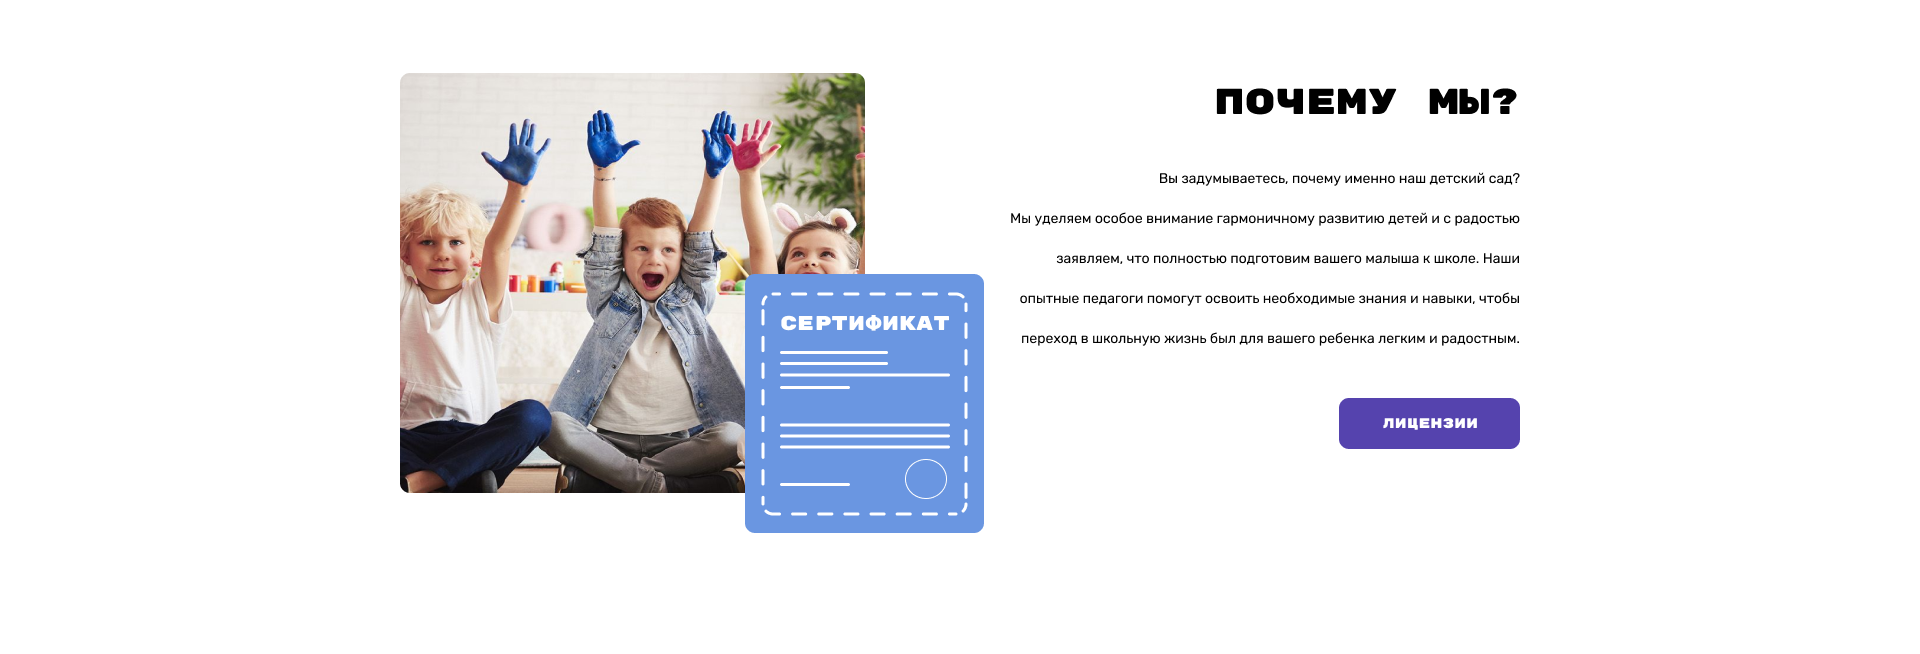 ПОЧЕМУ МЫ?
Вы задумываетесь, почему именно наш детский сад?
Мы уделяем особое внимание гармоничному развитию детей и с радостью
заявляем, что полностью подготовим вашего малыша к школе. Наши
опытные педагоги помогут освоить необходимые знания и навыки, чтобы
переход в школьную жизнь был для вашего ребенка легким и радостным.
ЛИЦЕНЗИИ
СЕРТИФИКАТ